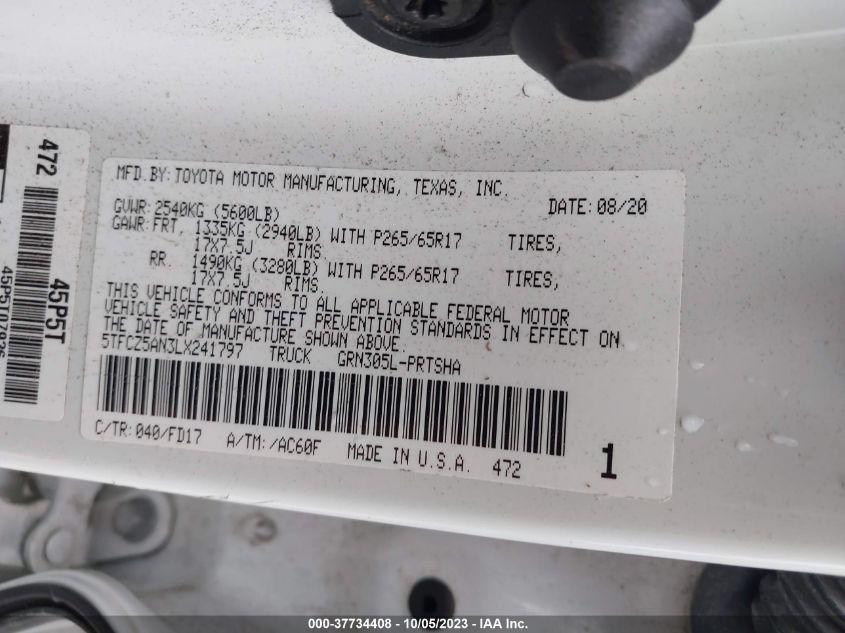 MFD.BY:TOYOTA MOTOR MANUFACTURING, TEXAS, INC.
DATE:08/20
GVWR:2540KG (5600LB)
GAWR:FRT. 1335KG (2940LB) WITH P265/65R17 TIRES,
17X7.5J RIMS
RR. 1490KG (3280LB) WITH P265/65R17 TIRES,
17X7.5J RIMS
THIS VEHICLE CONFORMS TO ALL APPLICABLE FEDERAL MOTOR
VEHICLE SAFETY AND THEFT PREVENTION STANDARDS IN EFFECT ON
THE DATE OF MANUFACTURE SHOWN ABOVE.
5TFCZ5AN3LX241797 TRUCK GRN305L-PRTSHA
C/TR:040/FD17 A/TM:/AC60F MADE IN U.S.A. 472
1
472
45P5T
000-37734408 - 10/05/2023 - IAA Inc.